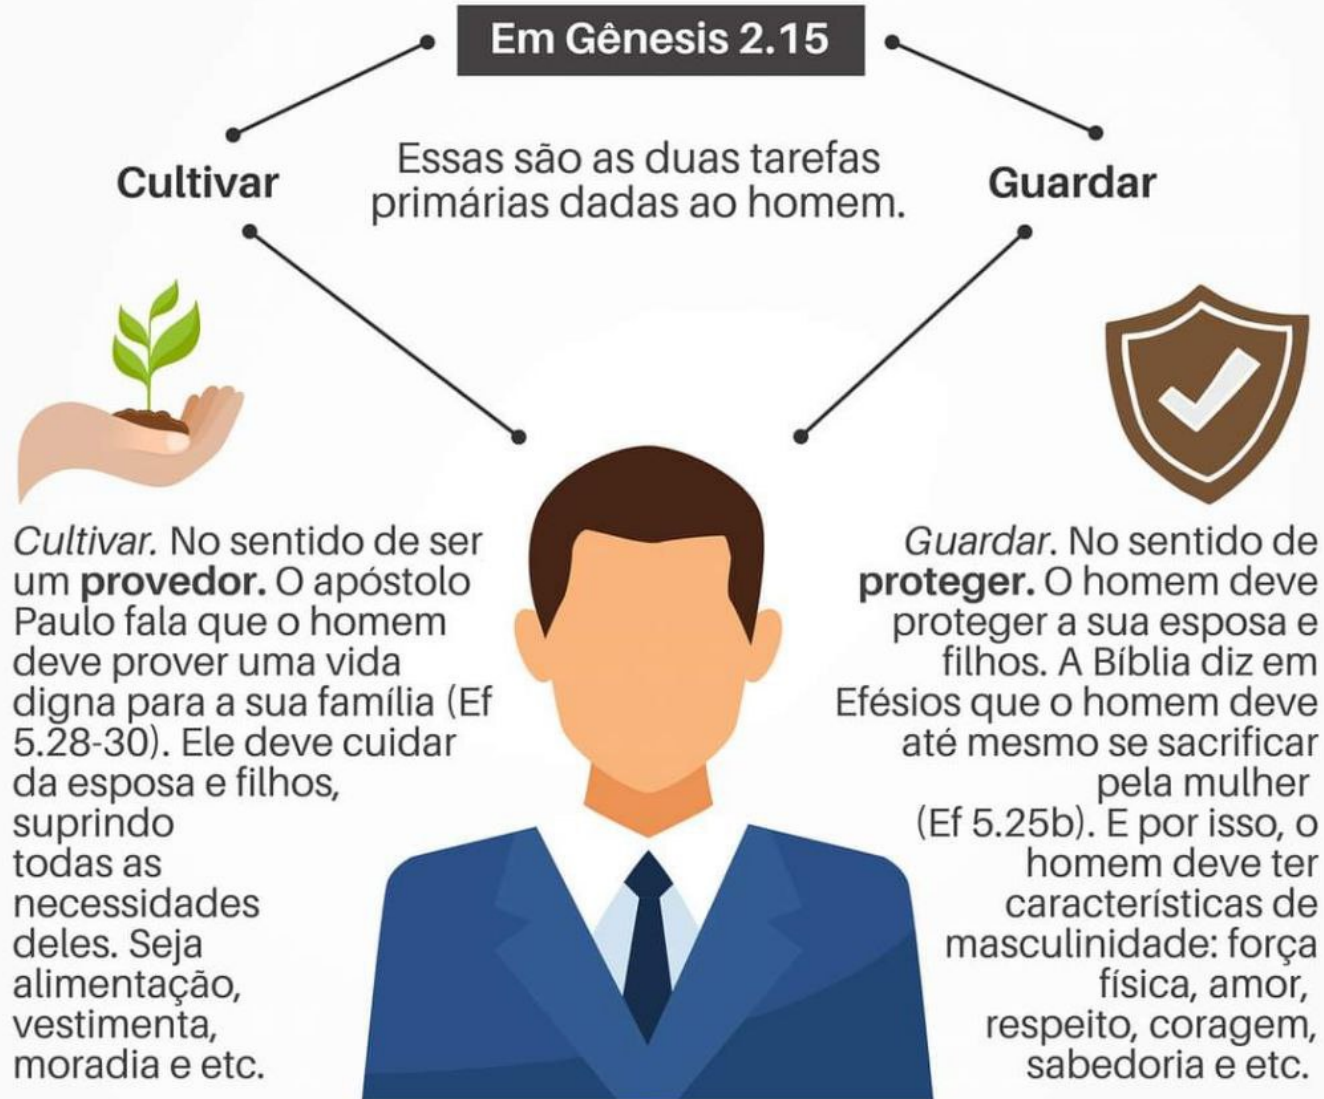 Em Gênesis 2.15
Cultivar
Essas são as duas tarefas
primárias dadas ao homem.
Guardar
Cultivar. No sentido de ser
um provedor. O apóstolo
Paulo fala que o homem
deve prover uma vida
digna para a sua família (Ef
5.28-30). Ele deve cuidar
da esposa e filhos,
suprindo
todas as
necessidades
deles. Seja
alimentação,
vestimenta,
moradia e etc.
Guardar. No sentido de
proteger. O homem deve
proteger a sua esposa e
filhos. A Bíblia diz em
Efésios que o homem deve
até mesmo se sacrificar
pela mulher
(Ef 5.25b). E por isso, o
homem deve ter
características de
masculinidade: força
física, amor,
respeito, coragem,
sabedoria e etc.